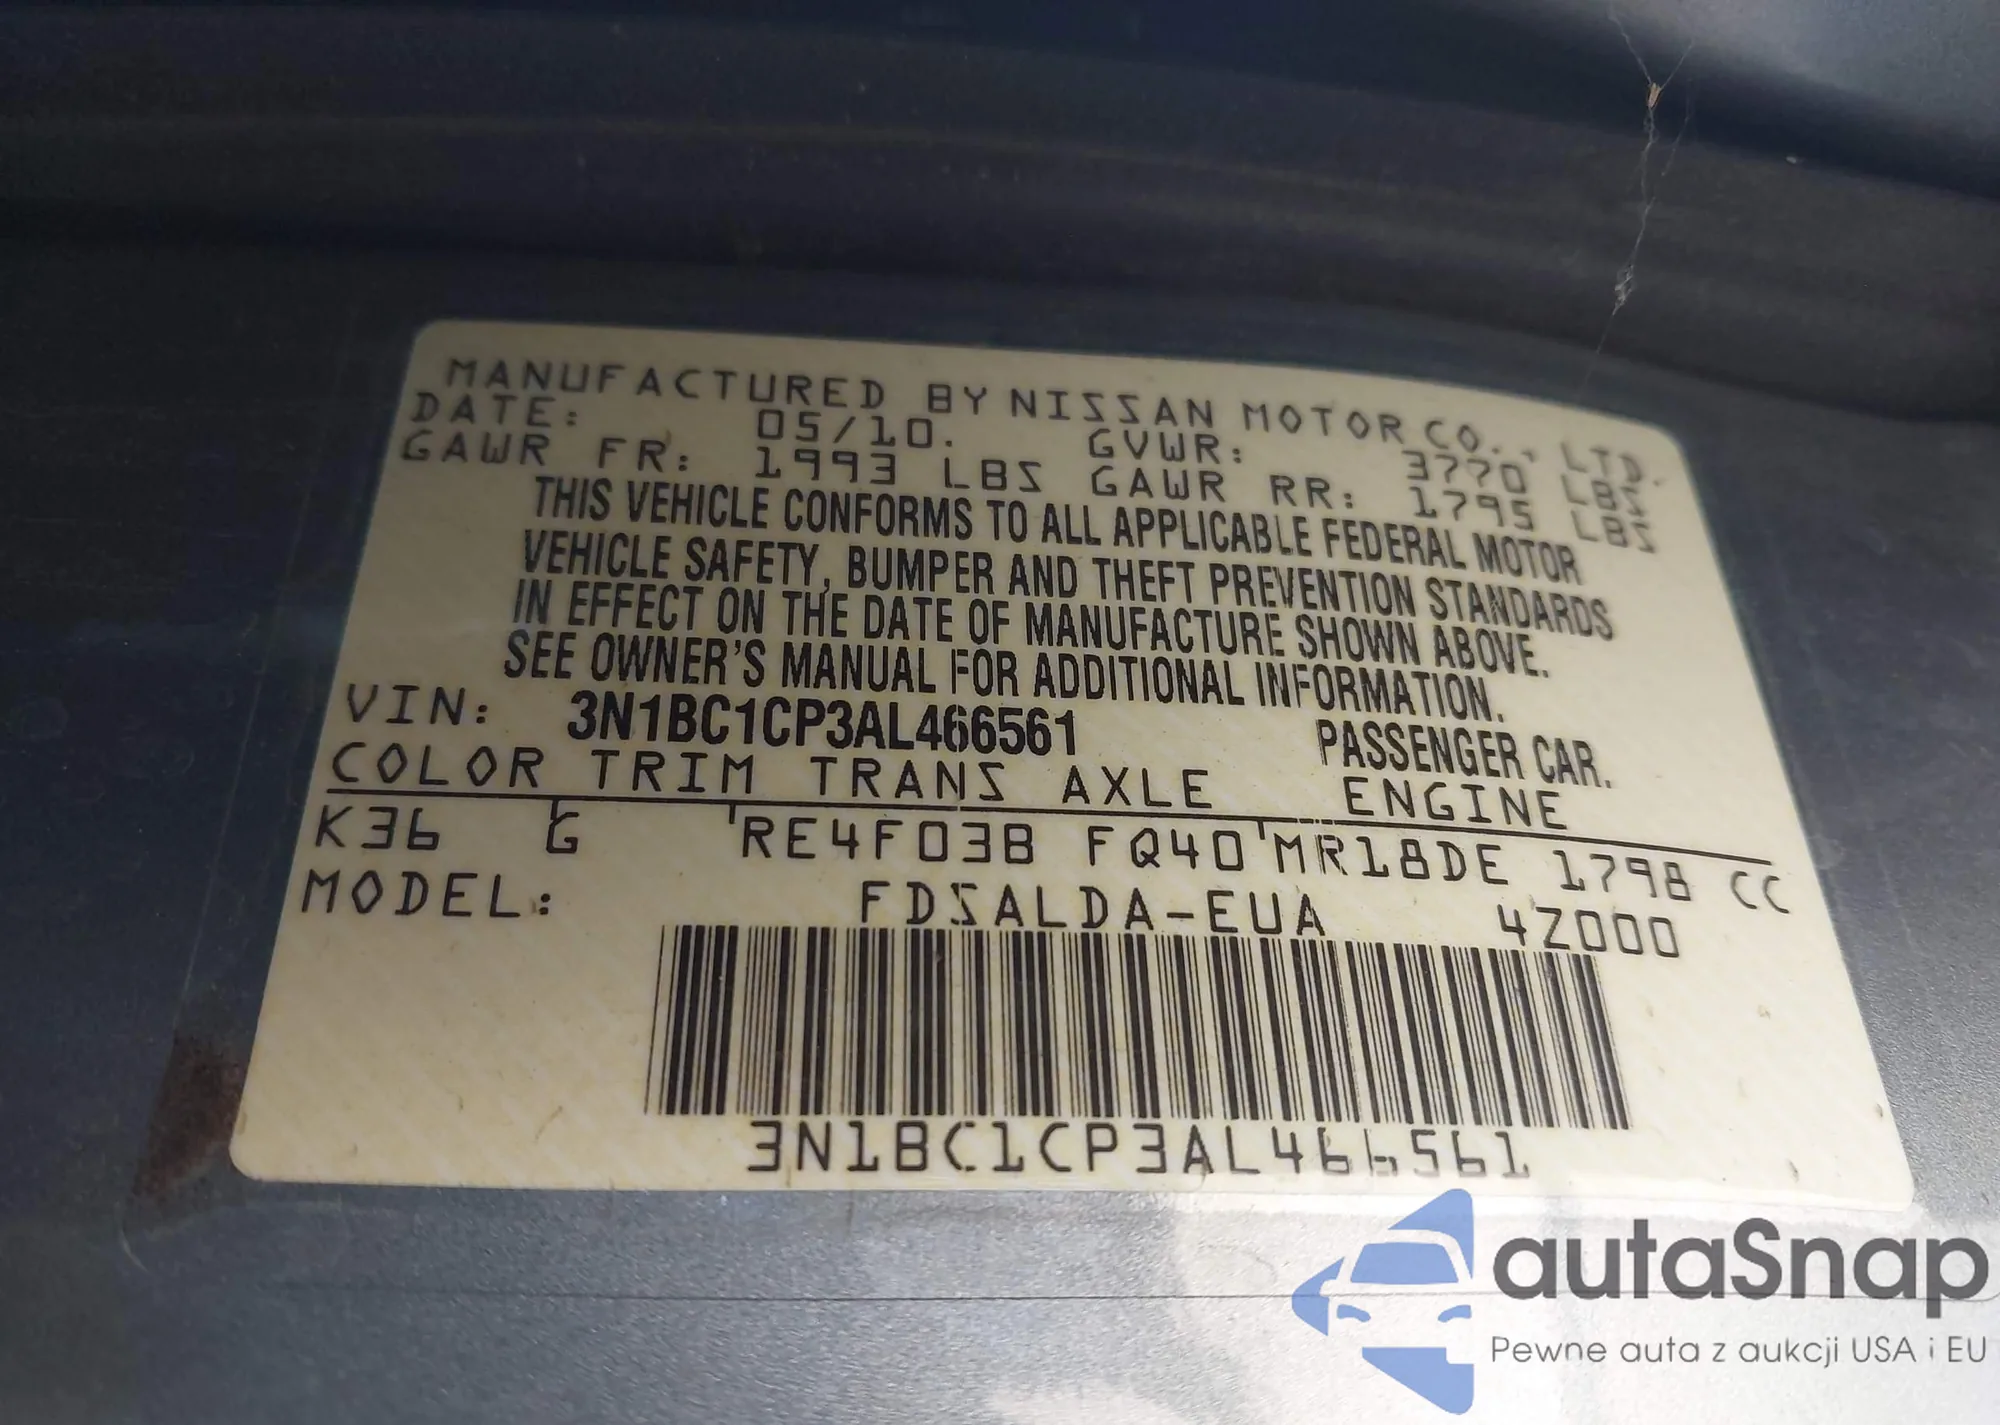 MANUFACTURED BY NISSAN MOTOR CO., LTD.
DATE: 05/10. GVWR: 3770 LBS
GAWR FR: 1993 LBS GAWR RR: 1795 LBS
THIS VEHICLE CONFORMS TO ALL APPLICABLE FEDERAL MOTOR
VEHICLE SAFETY, BUMPER AND THEFT PREVENTION STANDARDS
IN EFFECT ON THE DATE OF MANUFACTURE SHOWN ABOVE.
SEE OWNER'S MANUAL FOR ADDITIONAL INFORMATION.
VIN: 3N1BC1CP3AL466561 PASSENGER CAR.
COLOR TRIM TRANS AXLE ENGINE
K36 G RE4F03B FQ40 MR18DE 1798 CC
MODEL: FDSALDA-EUA 4Z000
3N1BC1CP3AL466561
autaSnap
Pewne auta z aukcji USA i EU